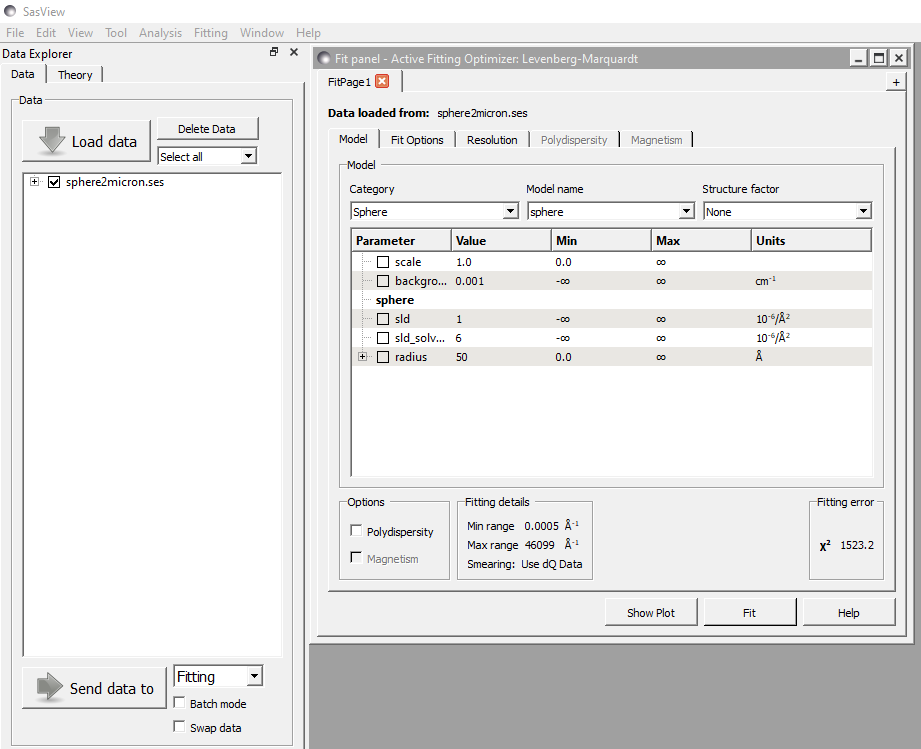 SasView
File Edit View Tool Analysis Fitting Window Help
Data Explorer
Data Theory
Data
Load data
Delete Data
Select all
sphere2micron.ses
Send data to
Fitting
Batch mode
Swap data
Fit panel - Active Fitting Optimizer: Levenberg-Marquardt
FitPage1
+
Data loaded from: sphere2micron.ses
Model Fit Options Resolution Polydispersity Magnetism
Model
Category Model name Structure factor
Sphere sphere None
Parameter Value Min Max Units
scale 1.0 0.0 ∞
backgro... 0.001 -∞ ∞ cm⁻¹
sphere
sld 1 -∞ ∞ 10⁻⁶/Å²
sld_solv... 6 -∞ ∞ 10⁻⁶/Å²
radius 50 0.0 ∞ Å
Options
Polydispersity
Magnetism
Fitting details
Min range 0.0005 Å⁻¹
Max range 46099 Å⁻¹
Smearing: Use dQ Data
Fitting error
χ² 1523.2
Show Plot Fit Help